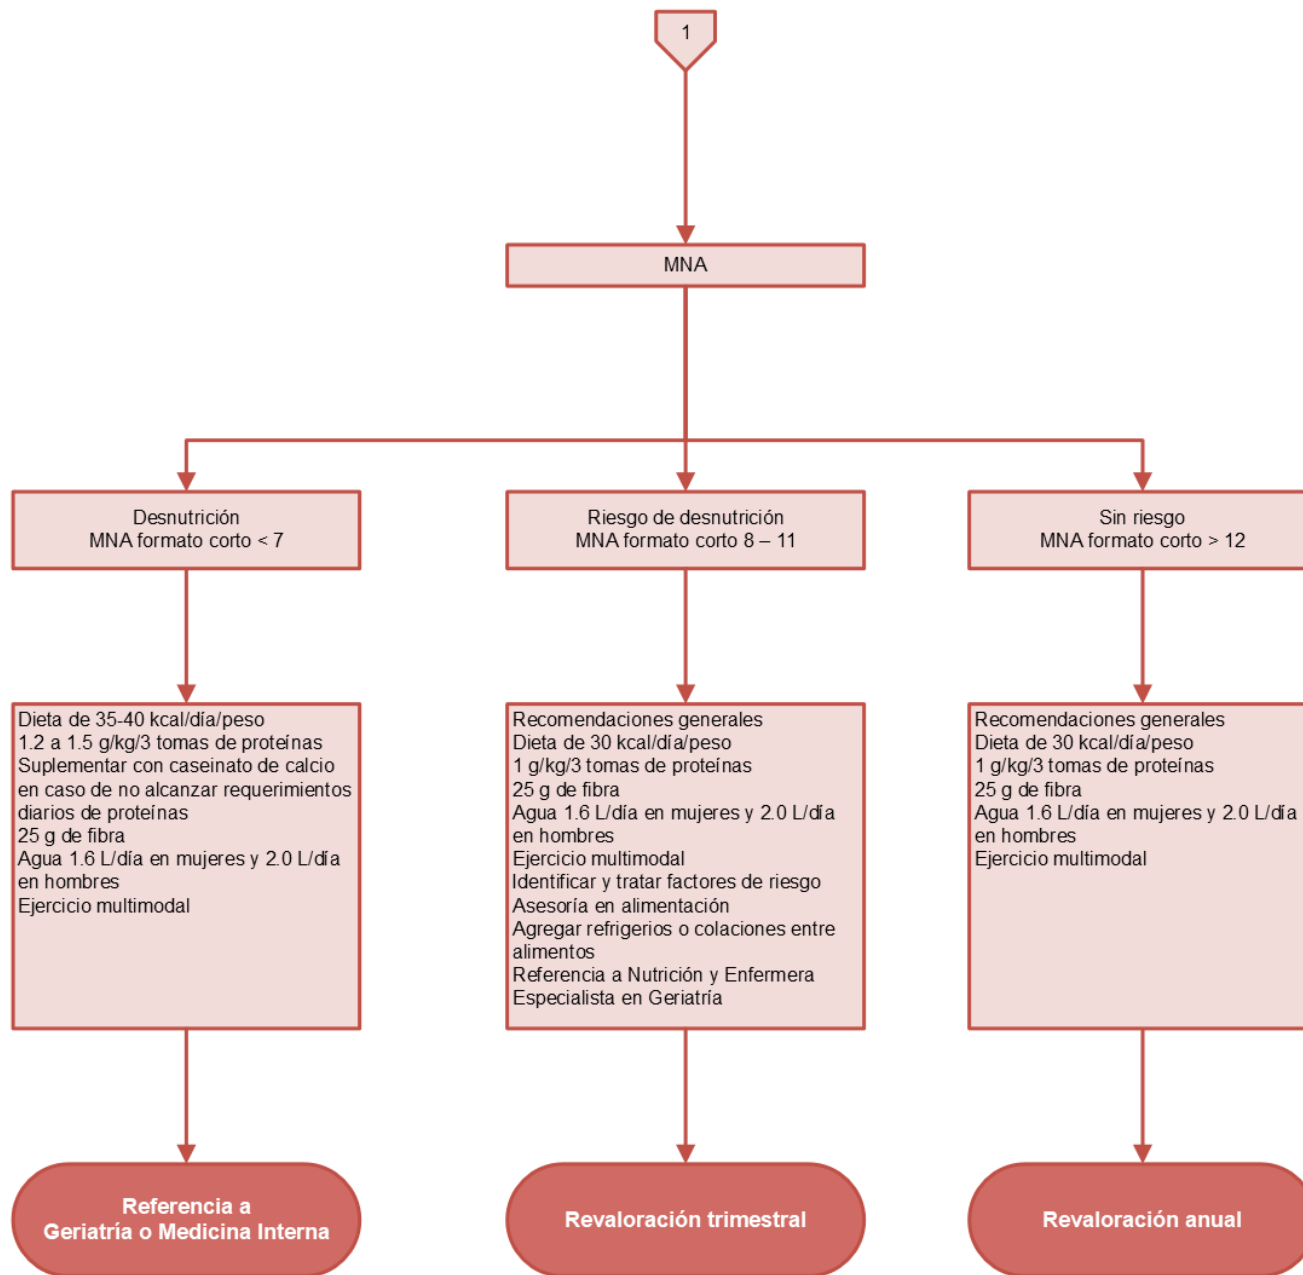 1
MNA
Desnutrición
MNA formato corto < 7
Riesgo de desnutrición
MNA formato corto 8 – 11
Sin riesgo
MNA formato corto > 12
Dieta de 35-40 kcal/día/peso
1.2 a 1.5 g/kg/3 tomas de proteínas
Suplementar con caseinato de calcio
en caso de no alcanzar requerimientos
diarios de proteínas
25 g de fibra
Agua 1.6 L/día en mujeres y 2.0 L/día
en hombres
Ejercicio multimodal
Recomendaciones generales
Dieta de 30 kcal/día/peso
1 g/kg/3 tomas de proteínas
25 g de fibra
Agua 1.6 L/día en mujeres y 2.0 L/día
en hombres
Ejercicio multimodal
Identificar y tratar factores de riesgo
Asesoría en alimentación
Agregar refrigerios o colaciones entre
alimentos
Referencia a Nutrición y Enfermera
Especialista en Geriatría
Recomendaciones generales
Dieta de 30 kcal/día/peso
1 g/kg/3 tomas de proteínas
25 g de fibra
Agua 1.6 L/día en mujeres y 2.0 L/día
en hombres
Ejercicio multimodal
Referencia a
Geriatría o Medicina Interna
Revaloración trimestral
Revaloración anual